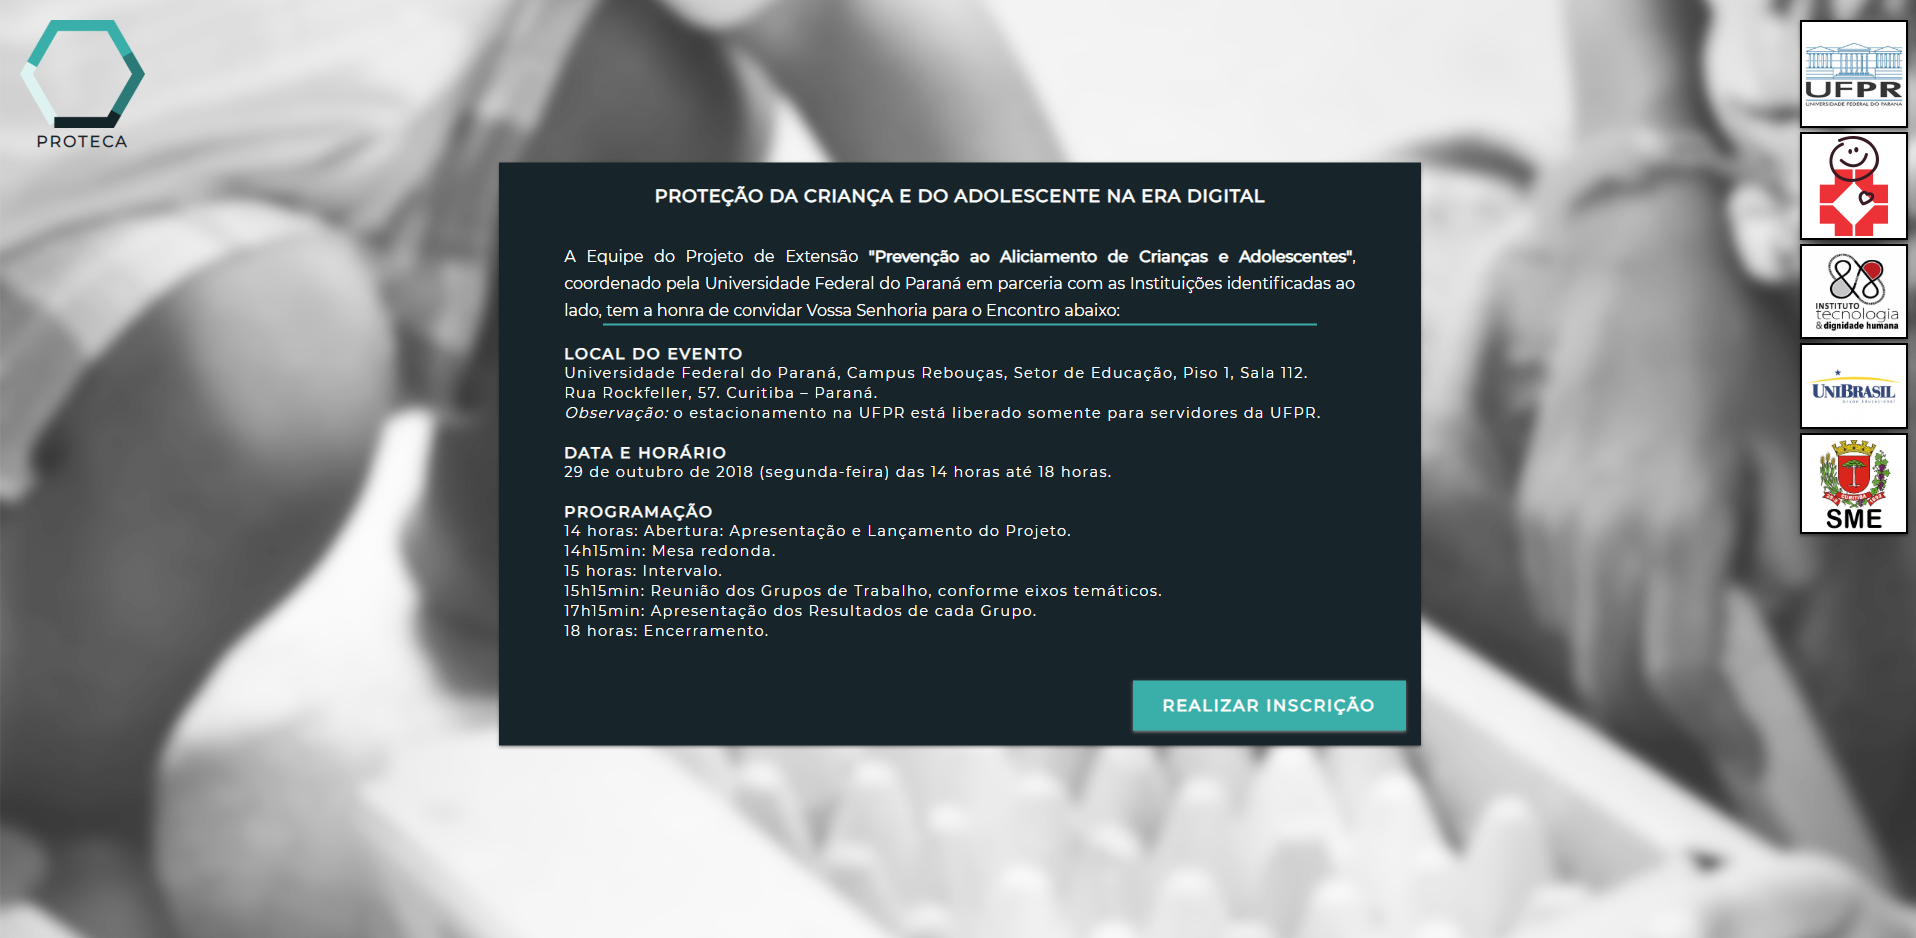 PROTECA
PROTEÇÃO DA CRIANÇA E DO ADOLESCENTE NA ERA DIGITAL
A Equipe do Projeto de Extensão "Prevenção ao Aliciamento de Crianças e Adolescentes",
coordenado pela Universidade Federal do Paraná em parceria com as Instituições identificadas ao
lado, tem a honra de convidar Vossa Senhoria para o Encontro abaixo:
LOCAL DO EVENTO
Universidade Federal do Paraná, Campus Rebouças, Setor de Educação, Piso 1, Sala 112.
Rua Rockfeller, 57. Curitiba – Paraná.
Observação: o estacionamento na UFPR está liberado somente para servidores da UFPR.
DATA E HORÁRIO
29 de outubro de 2018 (segunda-feira) das 14 horas até 18 horas.
PROGRAMAÇÃO
14 horas: Abertura: Apresentação e Lançamento do Projeto.
14h15min: Mesa redonda.
15 horas: Intervalo.
15h15min: Reunião dos Grupos de Trabalho, conforme eixos temáticos.
17h15min: Apresentação dos Resultados de cada Grupo.
18 horas: Encerramento.
REALIZAR INSCRIÇÃO
UFPR
UNIVERSIDADE FEDERAL DO PARANÁ
INSTITUTO
tecnologia
& dignidade humana
UNIBRASIL
Grupo Educacional
CURITIBA
SME